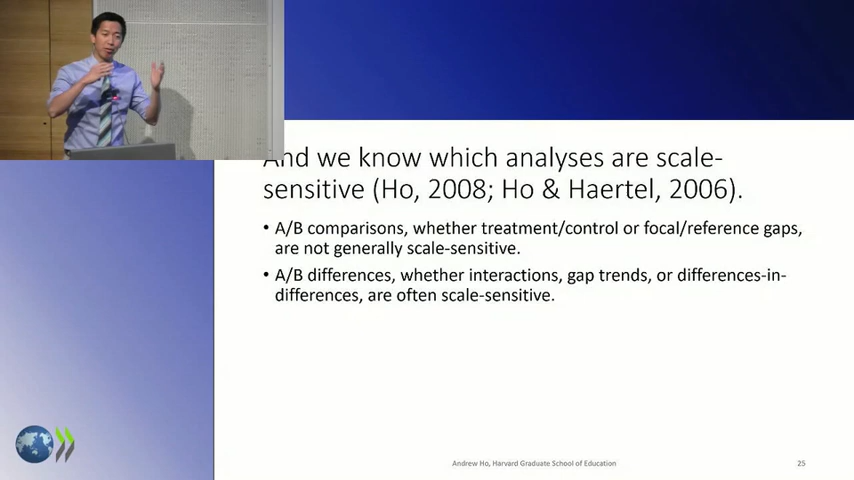 And we know which analyses are scale-
sensitive (Ho, 2008; Ho & Haertel, 2006).
• A/B comparisons, whether treatment/control or focal/reference gaps,
are not generally scale-sensitive.
• A/B differences, whether interactions, gap trends, or differences-in-
differences, are often scale-sensitive.
Andrew Ho, Harvard Graduate School of Education
25